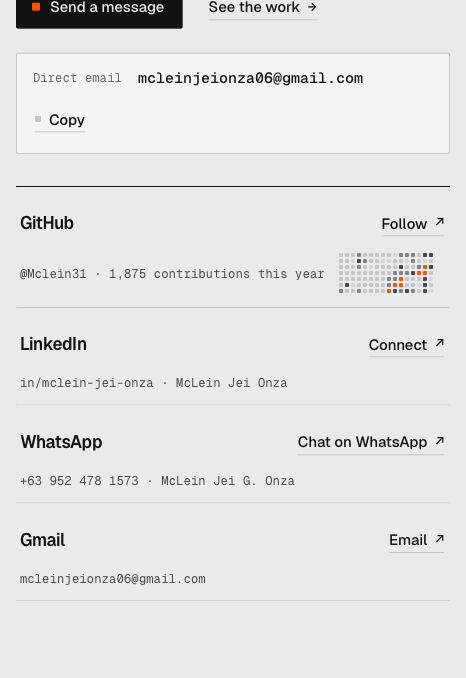 Send a message See the work →
Direct email mcleinjeionza06@gmail.com
Copy
GitHub Follow ↗
@Mclein31 · 1,875 contributions this year
LinkedIn Connect ↗
in/mclein-jei-onza · McLein Jei Onza
WhatsApp Chat on WhatsApp ↗
+63 952 478 1573 · McLein Jei G. Onza
Gmail Email ↗
mcleinjeionza06@gmail.com